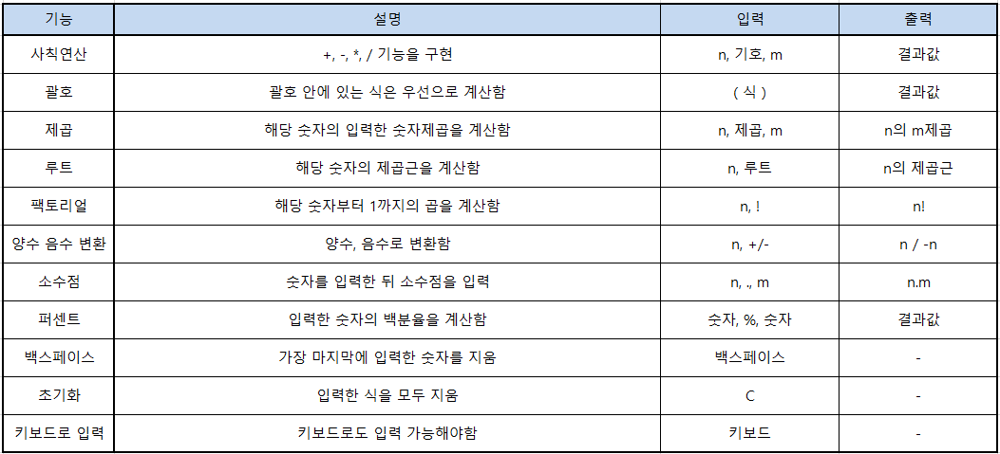 기능 설명 입력 출력
사칙연산 +, -, *, / 기능을 구현 n, 기호, m 결과값
괄호 괄호 안에 있는 식은 우선으로 계산함 ( 식 ) 결과값
제곱 해당 숫자의 입력한 숫자제곱을 계산함 n, 제곱, m n의 m제곱
루트 해당 숫자의 제곱근을 계산함 n, 루트 n의 제곱근
팩토리얼 해당 숫자부터 1까지의 곱을 계산함 n, ! n!
양수 음수 변환 양수, 음수로 변환함 n, +/- n / -n
소수점 숫자를 입력한 뒤 소수점을 입력 n, ., m n.m
퍼센트 입력한 숫자의 백분율을 계산함 숫자, %, 숫자 결과값
백스페이스 가장 마지막에 입력한 숫자를 지움 백스페이스 -
초기화 입력한 식을 모두 지움 C -
키보드로 입력 키보드로도 입력 가능해야함 키보드 -